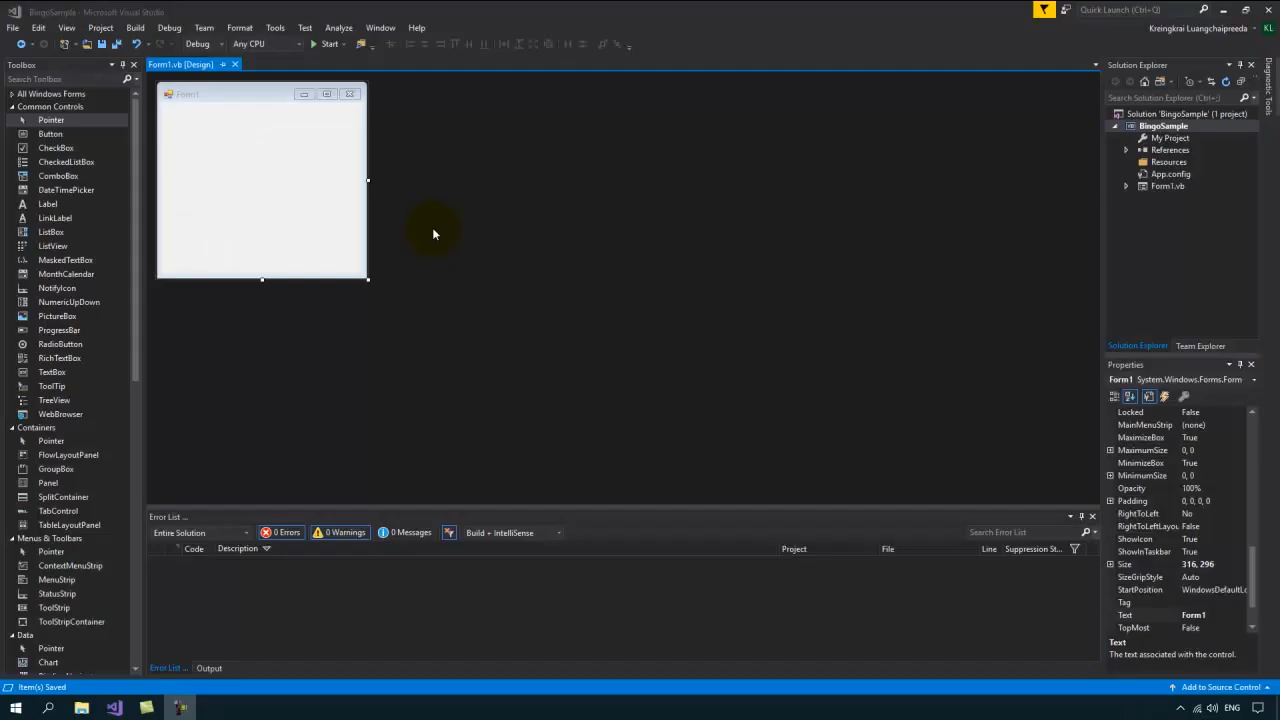 BingoSample - Microsoft Visual Studio
Quick Launch (Ctrl+Q)
File Edit View Project Build Debug Team Format Tools Test Analyze Window Help
Kreingkrai Luangchaipreeda KL
Debug Any CPU Start
Toolbox
Search Toolbox
All Windows Forms
Common Controls
Pointer
Button
CheckBox
CheckedListBox
ComboBox
DateTimePicker
Label
LinkLabel
ListBox
ListView
MaskedTextBox
MonthCalendar
NotifyIcon
NumericUpDown
PictureBox
ProgressBar
RadioButton
RichTextBox
TextBox
ToolTip
TreeView
WebBrowser
Containers
Pointer
FlowLayoutPanel
GroupBox
Panel
SplitContainer
TabControl
TableLayoutPanel
Menus & Toolbars
Pointer
ContextMenuStrip
MenuStrip
StatusStrip
ToolStrip
ToolStripContainer
Data
Pointer
Chart
Form1.vb [Design]
Form1
Error List ...
Entire Solution 0 Errors 0 Warnings 0 Messages Build + IntelliSense Search Error List
Code Description Project File Line Suppression St...
Error List ... Output
Solution Explorer
Search Solution Explorer (Ctrl+;)
Solution 'BingoSample' (1 project)
BingoSample
My Project
References
Resources
App.config
Form1.vb
Solution Explorer Team Explorer
Diagnostic Tools
Properties
Form1 System.Windows.Forms.Form
Locked False
MainMenuStrip (none)
MaximizeBox True
MaximumSize 0, 0
MinimizeBox True
MinimumSize 0, 0
Opacity 100%
Padding 0, 0, 0, 0
RightToLeft No
RightToLeftLayou False
ShowIcon True
ShowInTaskbar True
Size 316, 296
SizeGripStyle Auto
StartPosition WindowsDefaultLo
Tag
Text Form1
TopMost False
Text
The text associated with the control.
Item(s) Saved
Add to Source Control
ENG